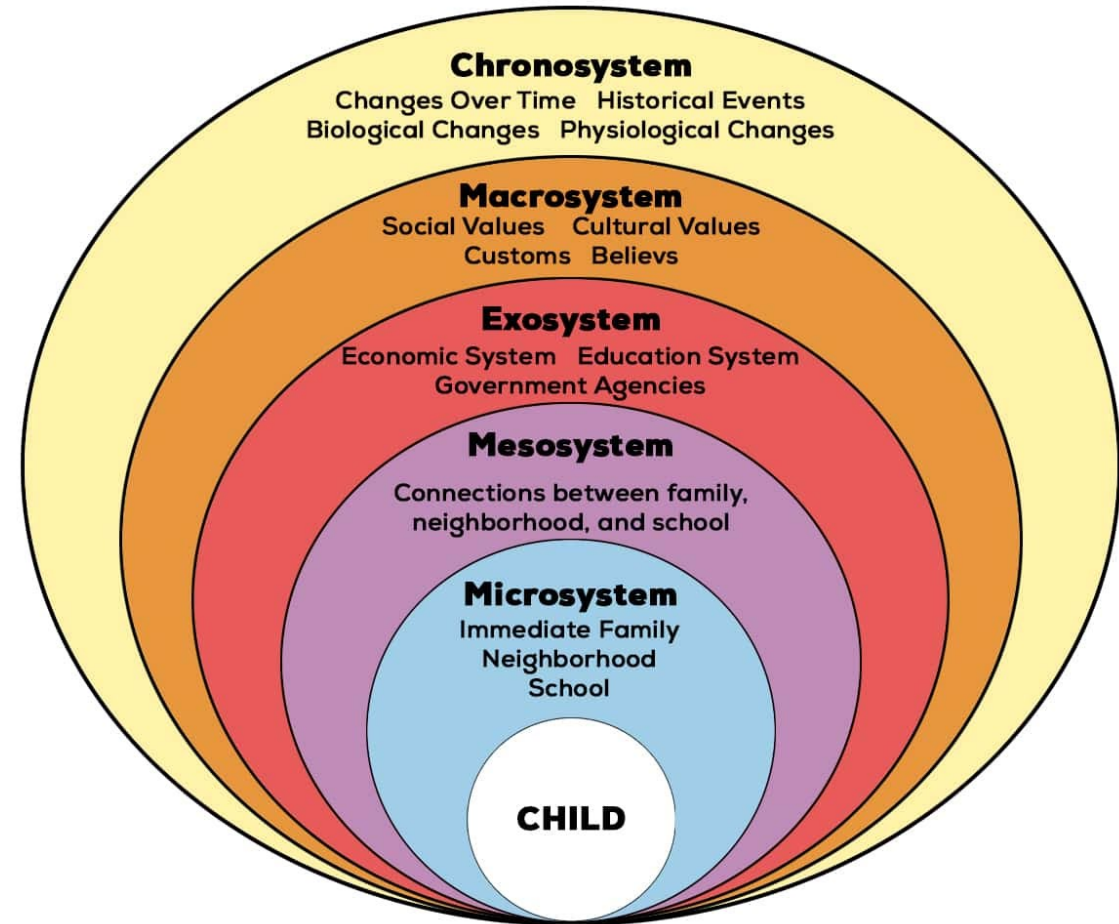 Chronosystem
Changes Over Time Historical Events
Biological Changes Physiological Changes
Macrosystem
Social Values Cultural Values
Customs Believs
Exosystem
Economic System Education System
Government Agencies
Mesosystem
Connections between family,
neighborhood, and school
Microsystem
Immediate Family
Neighborhood
School
CHILD